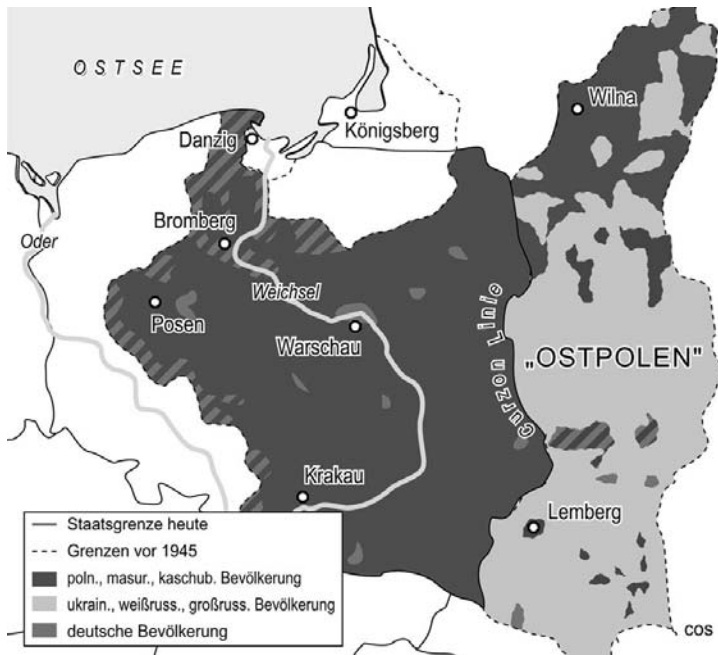 OSTSEE
Wilna
Königsberg
Danzig
Oder
Bromberg
Weichsel
Posen
Warschau
Curzon Linie
„OSTPOLEN"
Krakau
Lemberg
Staatsgrenze heute
Grenzen vor 1945
poln., masur., kaschub. Bevölkerung
ukrain., weißruss., großruss. Bevölkerung
deutsche Bevölkerung
cos